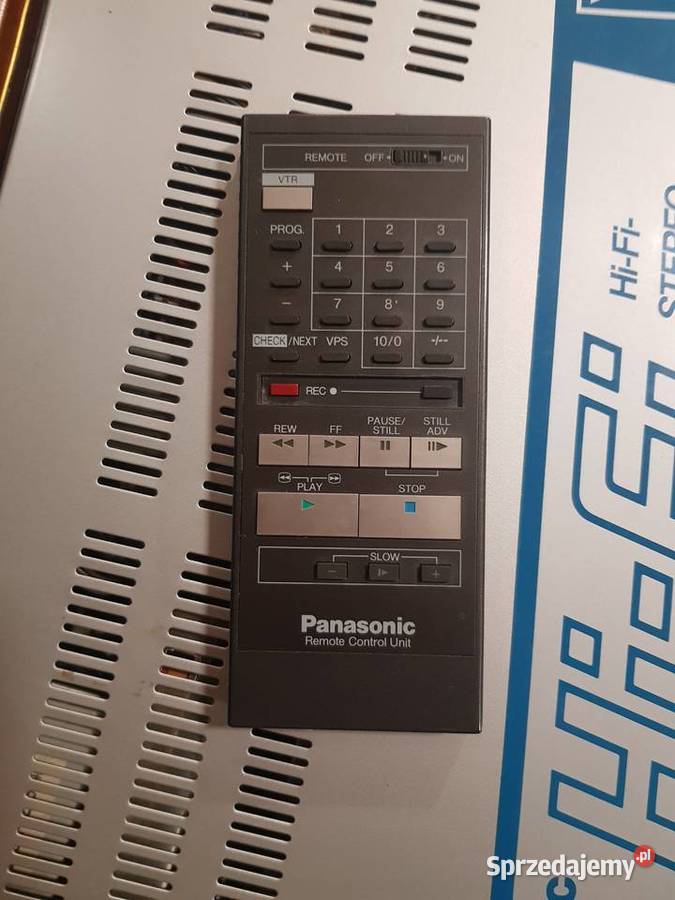 REMOTE OFF ON
VTR
PROG. 1 2 3
+ 4 5 6
- 7 8 9
CHECK/NEXT VPS 10/0 -/--
REC
REW FF PAUSE/STILL STILL ADV
PLAY STOP
SLOW
- +
Panasonic
Remote Control Unit
Hi-Fi-
STEREO
Hi-Fi
Sprzedajemy.pl